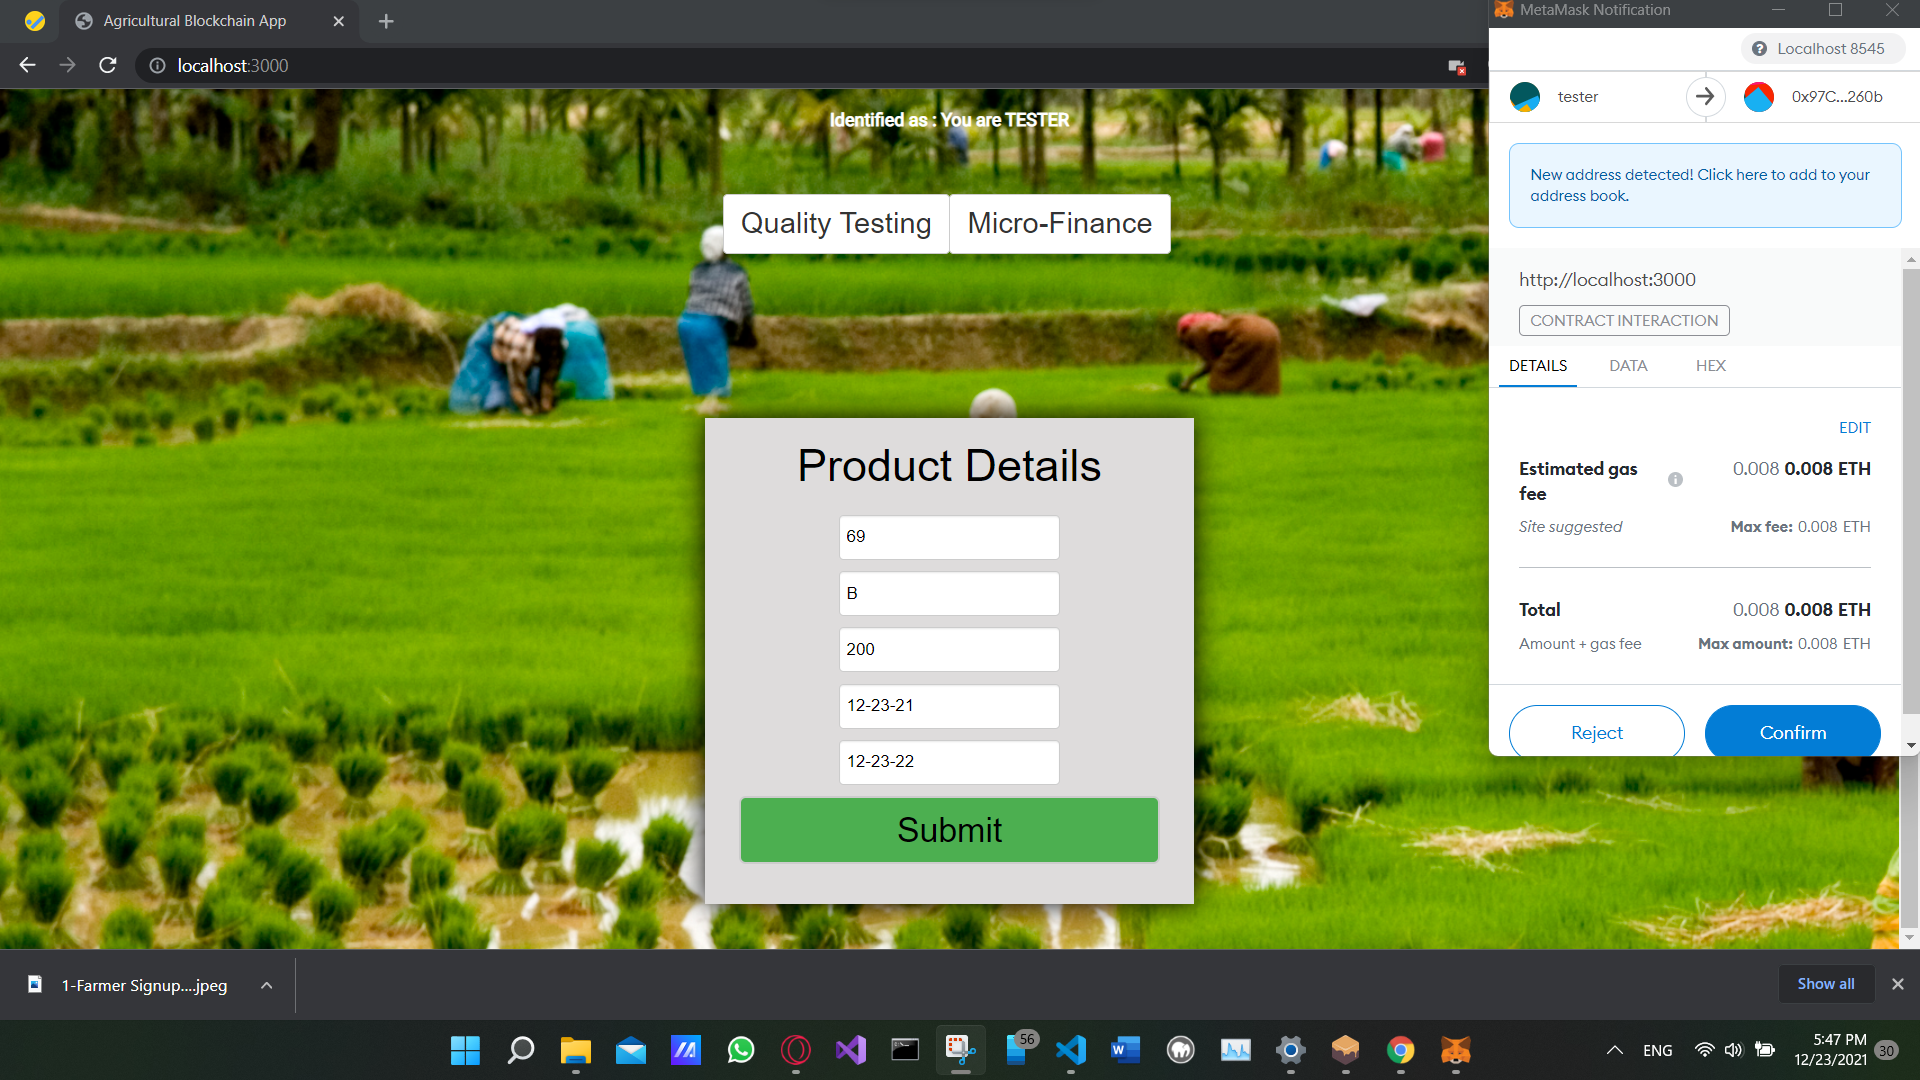 Agricultural Blockchain App
localhost:3000
Identified as : You are TESTER
Quality Testing
Micro-Finance
Product Details
69
B
200
12-23-21
12-23-22
Submit
MetaMask Notification
Localhost 8545
tester
0x97C...260b
New address detected! Click here to add to your
address book.
http://localhost:3000
CONTRACT INTERACTION
DETAILS
DATA
HEX
EDIT
Estimated gas
fee
0.008 0.008 ETH
Site suggested
Max fee: 0.008 ETH
Total
0.008 0.008 ETH
Amount + gas fee
Max amount: 0.008 ETH
Reject
Confirm
1-Farmer Signup....jpeg
Show all
56
W
ENG
5:47 PM
12/23/2021
30